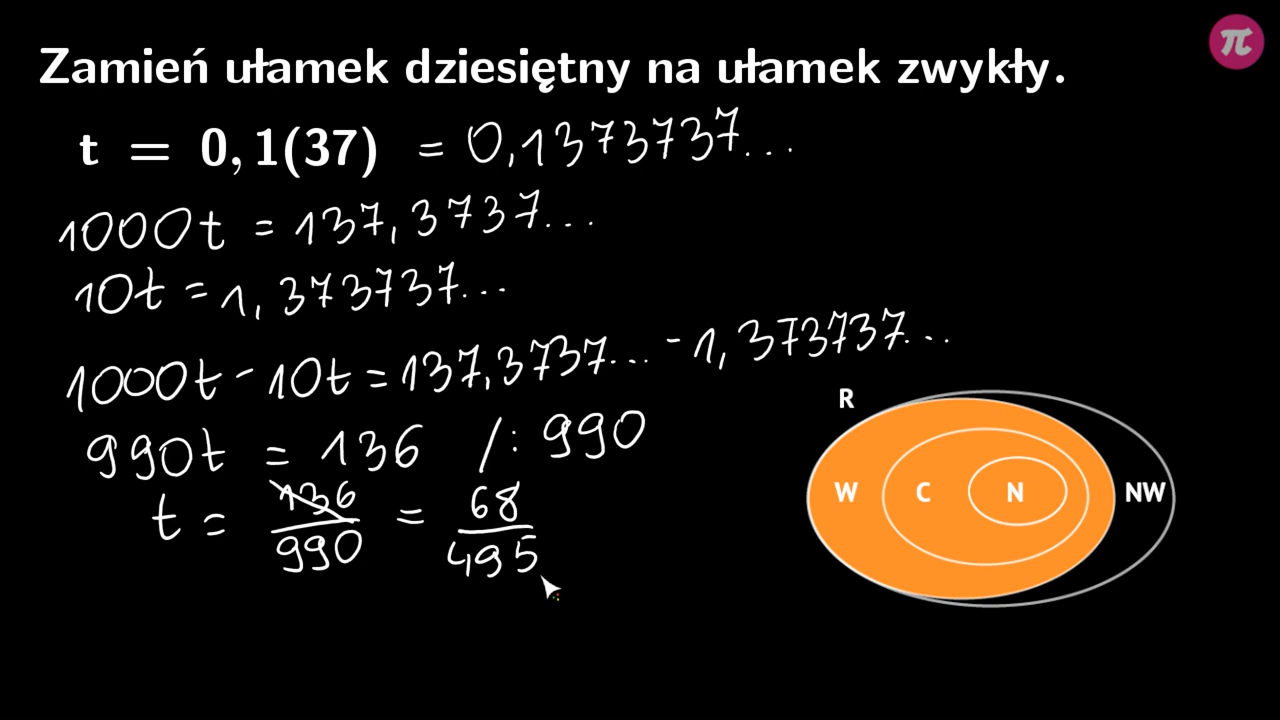 π
Zamień ułamek dziesiętny na ułamek zwykły.
t = 0,1(37) = 0,1373737...
1000t = 137,3737...
10t = 1,373737...
1000t - 10t = 137,3737... - 1,373737...
990t = 136 /: 990
t = 136/990 = 68/495
R
W C N NW